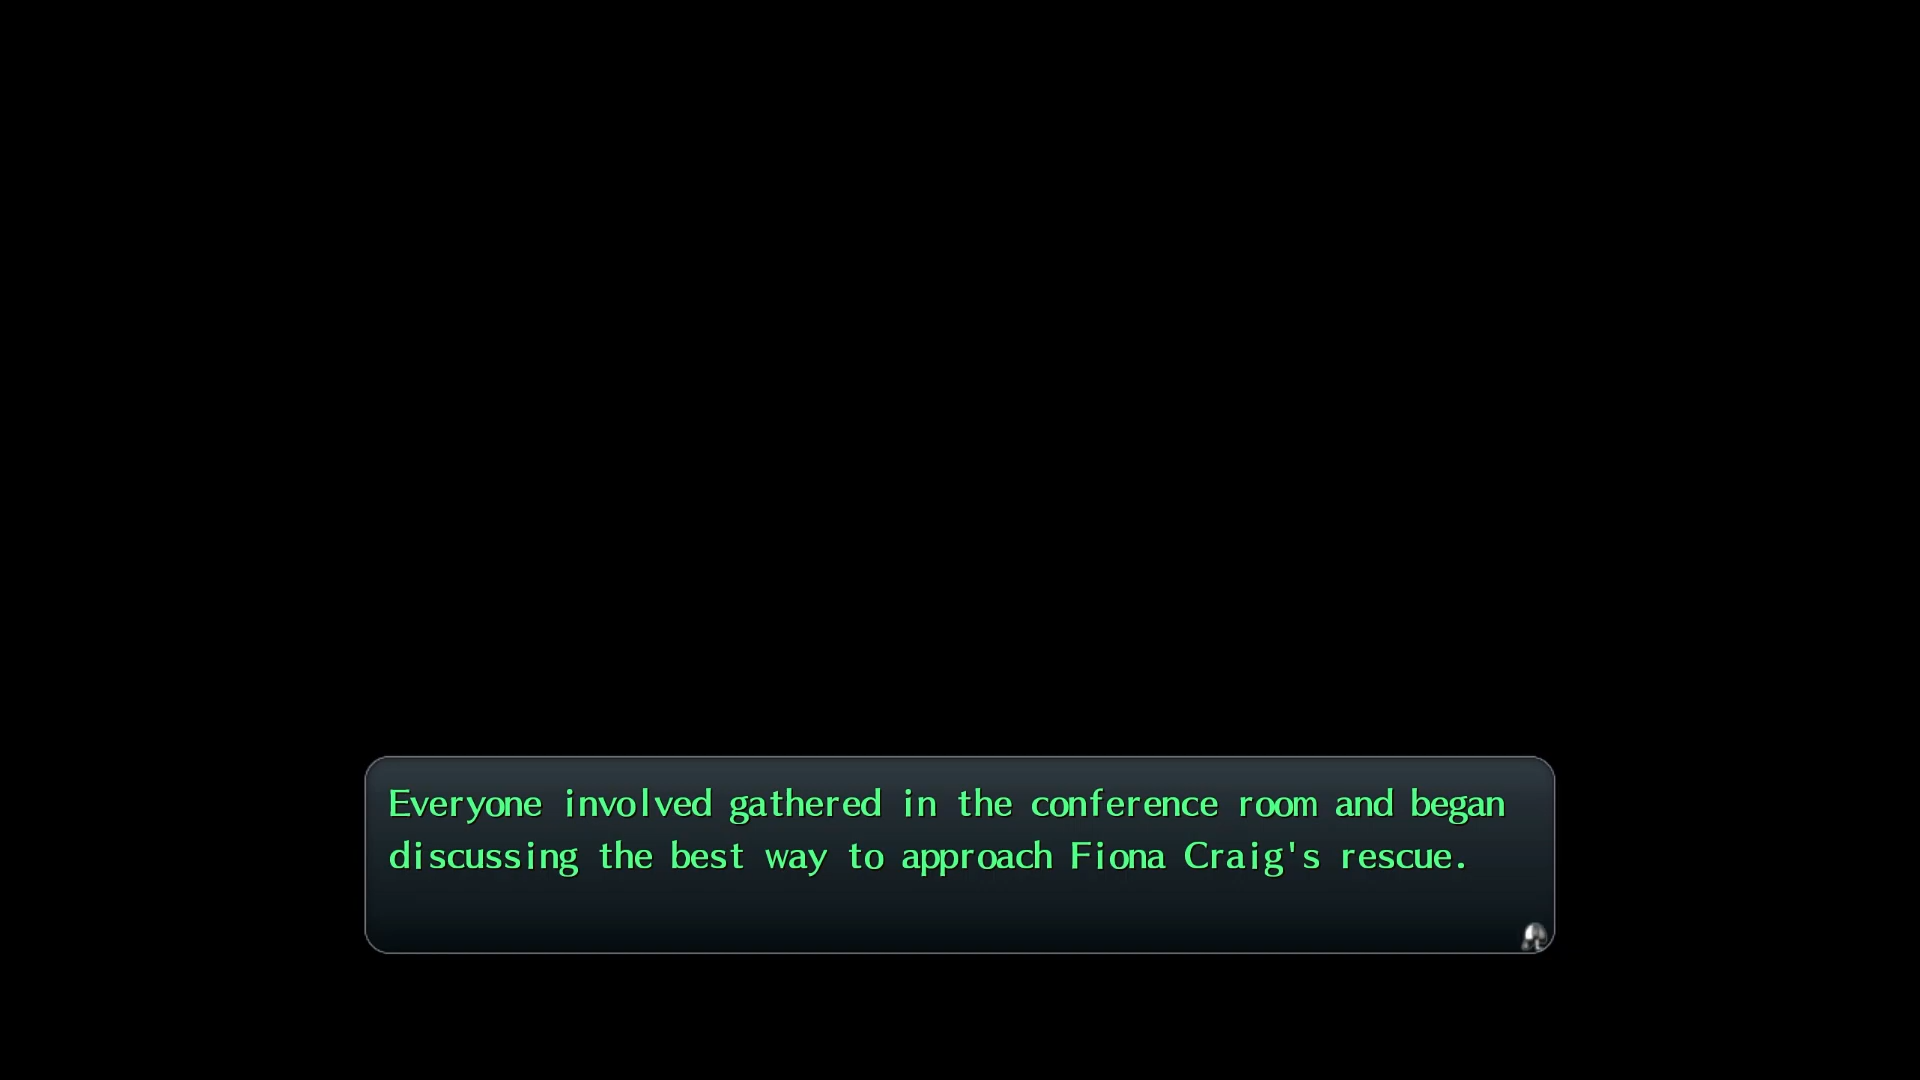 Everyone involved gathered in the conference room and began
discussing the best way to approach Fiona Craig's rescue.